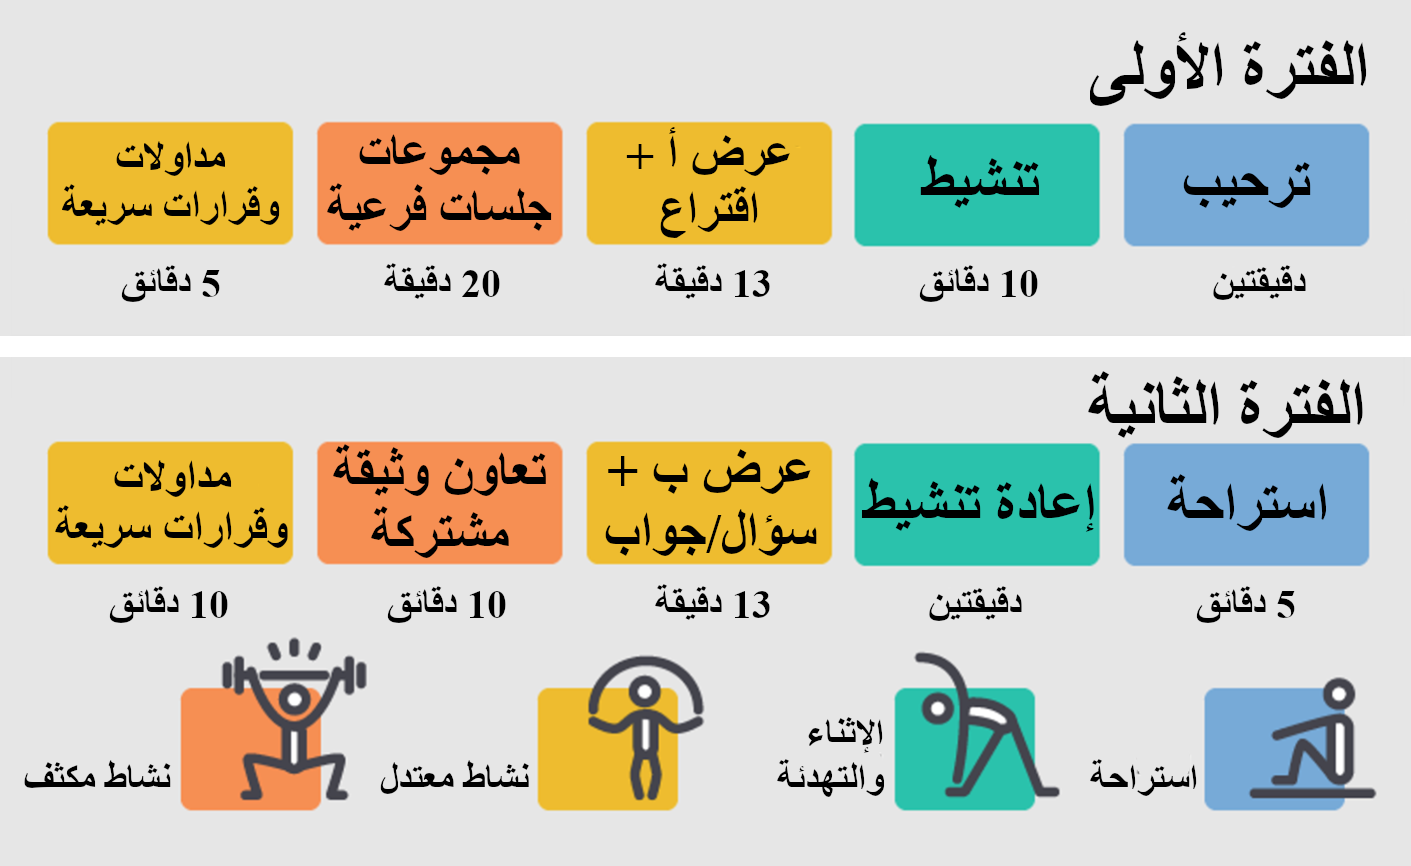 الفترة الأولى
ترحيب
دقيقتين
تنشيط
10 دقائق
عرض أ +
اقتراع
13 دقيقة
مجموعات
جلسات فرعية
20 دقيقة
مداولات
وقرارات سريعة
5 دقائق
الفترة الثانية
استراحة
5 دقائق
إعادة تنشيط
دقيقتين
عرض ب +
سؤال/جواب
13 دقيقة
تعاون وثيقة
مشتركة
10 دقائق
مداولات
وقرارات سريعة
10 دقائق
استراحة
الإثناء
والتهدئة
نشاط معتدل
نشاط مكثف